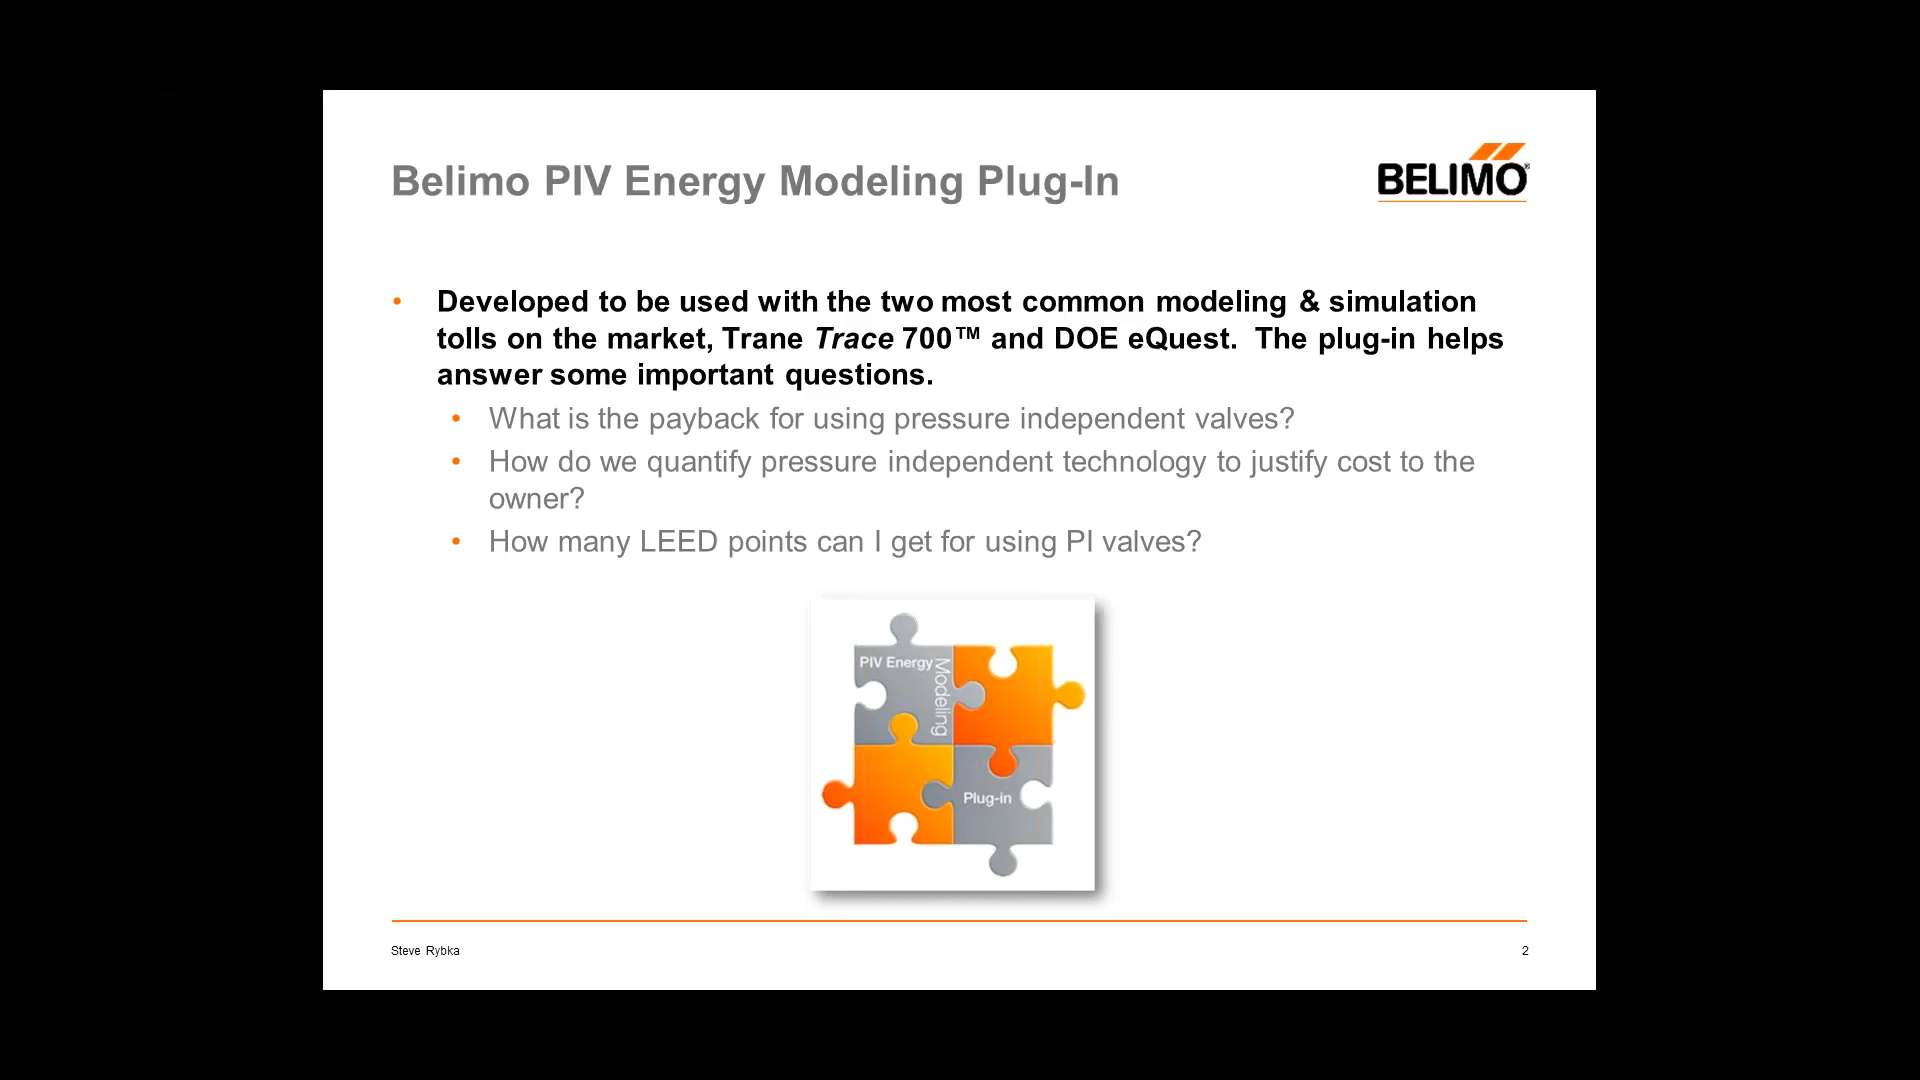 Belimo PIV Energy Modeling Plug-In
BELIMO®
• Developed to be used with the two most common modeling & simulation
tolls on the market, Trane Trace 700™ and DOE eQuest. The plug-in helps
answer some important questions.
• What is the payback for using pressure independent valves?
• How do we quantify pressure independent technology to justify cost to the
owner?
• How many LEED points can I get for using PI valves?
PIV Energy
Modeling
Plug-in
Steve Rybka
2